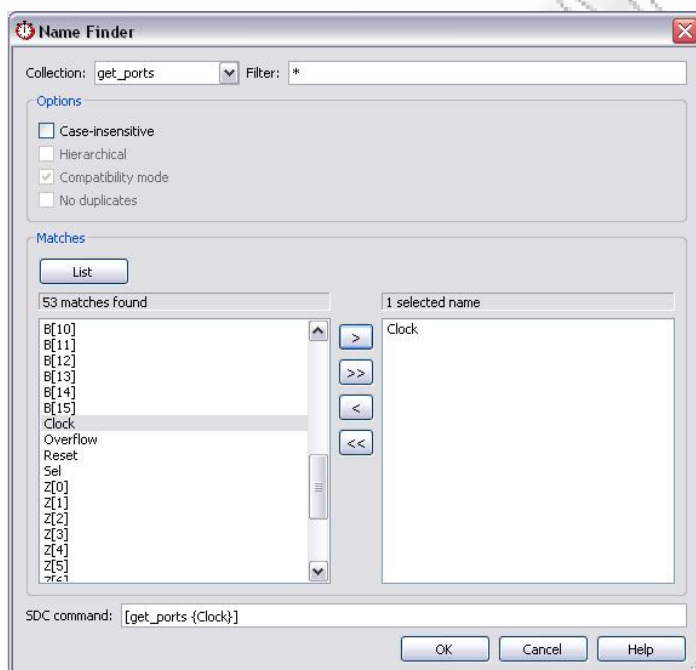 Name Finder
Collection: get_ports Filter: *
Options
Case-insensitive
Hierarchical
Compatibility mode
No duplicates
Matches
List
53 matches found
1 selected name
B[10]
B[11]
B[12]
B[13]
B[14]
B[15]
Clock
Overflow
Reset
Sel
Z[0]
Z[1]
Z[2]
Z[3]
Z[4]
Z[5]
Z[6]
>
>>
<
<<
Clock
SDC command: [get_ports {Clock}]
OK Cancel Help